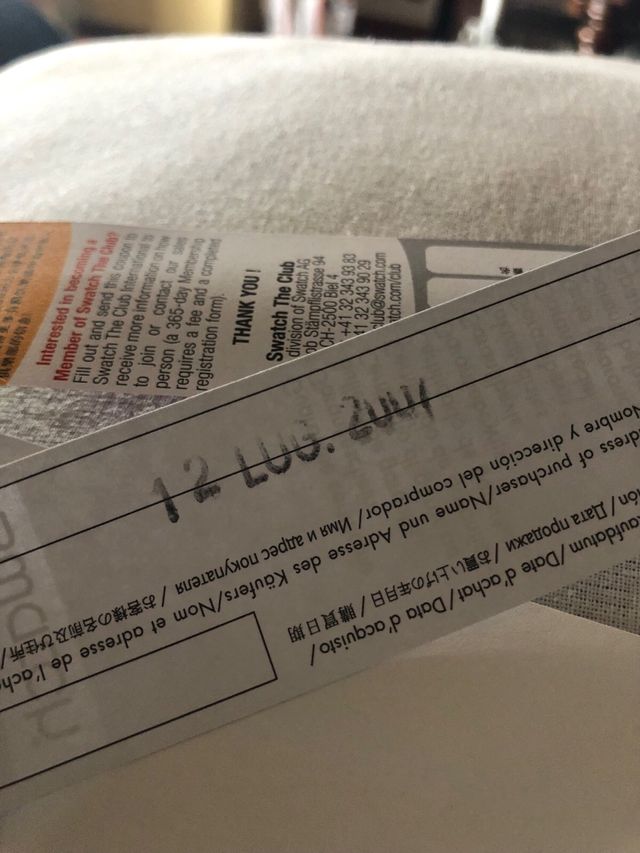 Interested in becoming a
Member of Swatch The Club?
Fill out and send this coupon to
Swatch The Club International to
receive more information on how
to join or contact our sales
person (a 365-day Membership
requires a fee and a completed
registration form).
THANK YOU !
Swatch The Club
division of Swatch AG
Stämpflistrasse 94
CH-2500 Biel 4
+41 32 343 93 83
41 32 343 90 29
club@swatch.com
tch.com/club
12 LUG. 2001
Kaufdatum/Date d'achat/Data d'acquisto/
Дата продажи / お買い上げの年月日 / 購買日期
dress of purchaser/Name und Adresse des Käufers/Nom et adresse de l'ache
Nombre y dirección del comprador/ Имя и адрес покупателя / お客様の名前及び住所/